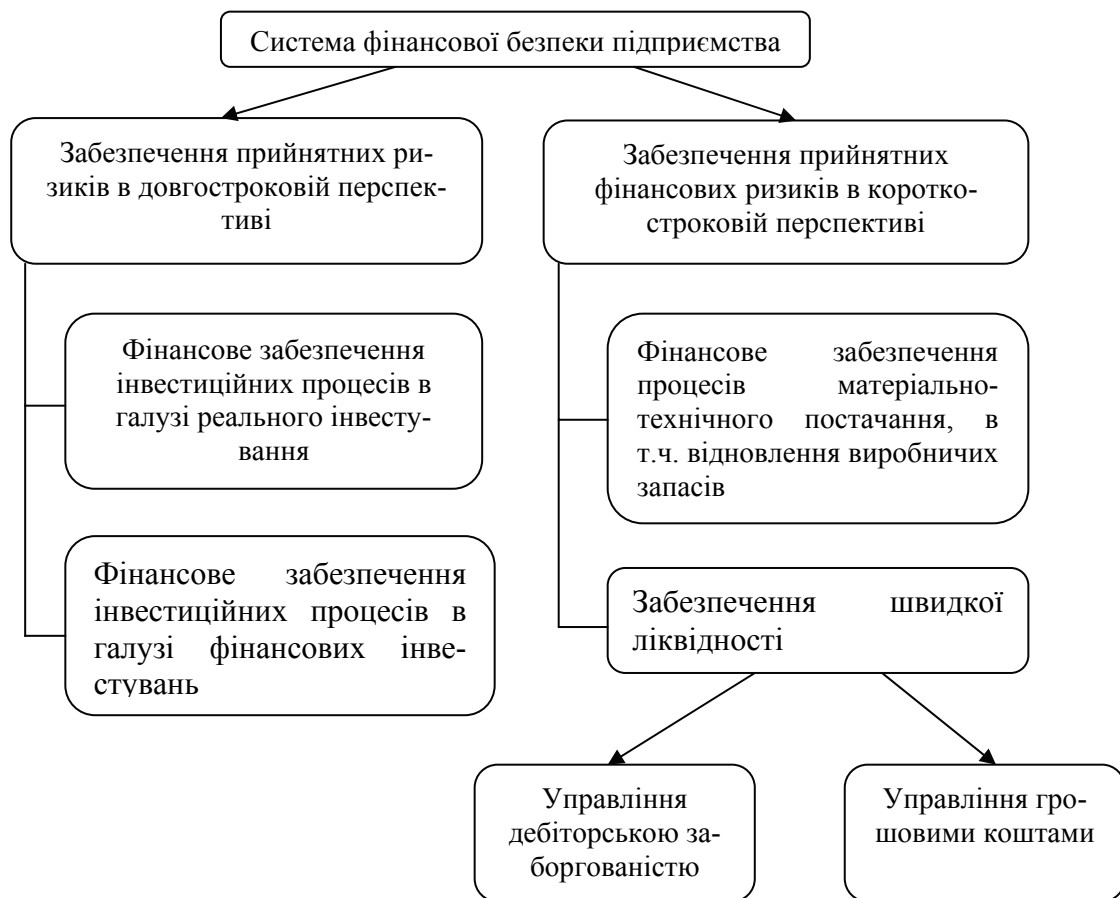 Система фінансової безпеки підприємства
Забезпечення прийнятних ри-
зиків в довгостроковій перспек-
тиві
Забезпечення прийнятних
фінансових ризиків в коротко-
строковій перспективі
Фінансове забезпечення
інвестиційних процесів в
галузі реального інвесту-
вання
Фінансове забезпечення
процесів матеріально-
технічного постачання, в
т.ч. відновлення виробничих
запасів
Фінансове забезпечення
інвестиційних процесів в
галузі фінансових інве-
стувань
Забезпечення швидкої
ліквідності
Управління
дебіторською за-
боргованістю
Управління гро-
шовими коштами